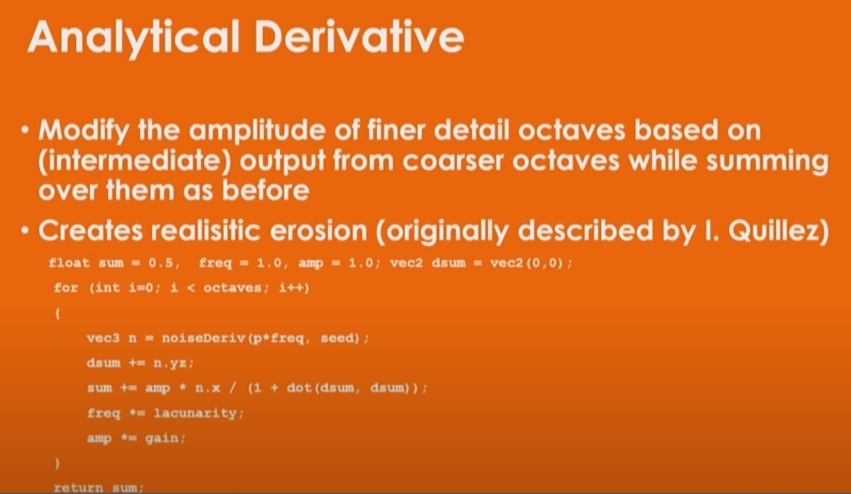 Analytical Derivative
• Modify the amplitude of finer detail octaves based on
(intermediate) output from coarser octaves while summing
over them as before
• Creates realisitic erosion (originally described by I. Quillez)
float sum = 0.5, freq = 1.0, amp = 1.0; vec2 dsum = vec2(0,0);
for (int i=0; i < octaves; i++)
{
vec3 n = noiseDeriv(p*freq, seed);
dsum += n.yz;
sum += amp * n.x / (1 + dot(dsum, dsum));
freq *= lacunarity;
amp *= gain;
}
return sum;